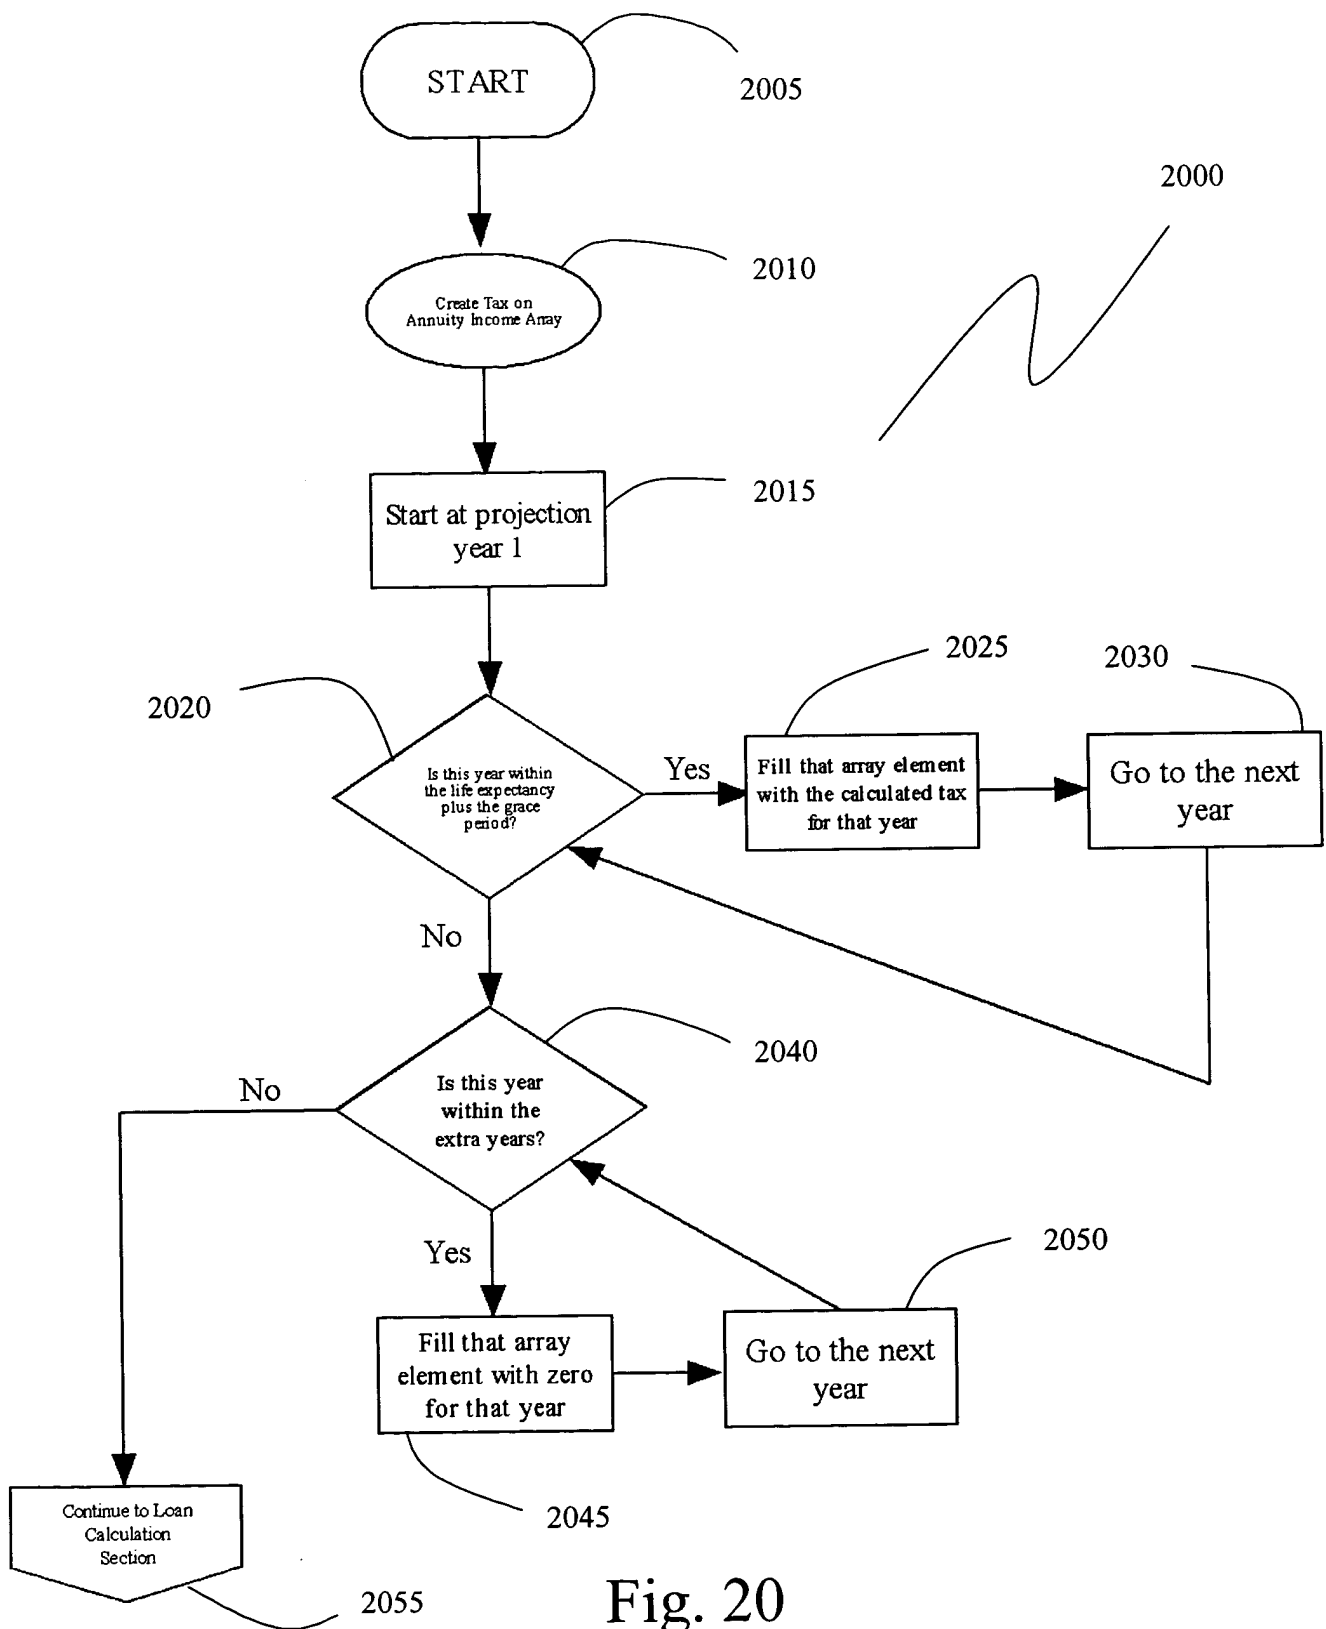 START
2005
2000
2010
Create Tax on
Annuity Income Array
2015
Start at projection
year 1
2020
Is this year within
the life expectancy
plus the grace
period?
Yes
2025
Fill that array element
with the calculated tax
for that year
2030
Go to the next
year
No
2040
Is this year
within the
extra years?
No
Yes
2050
Fill that array
element with zero
for that year
Go to the next
year
2045
Continue to Loan
Calculation
Section
2055
Fig. 20